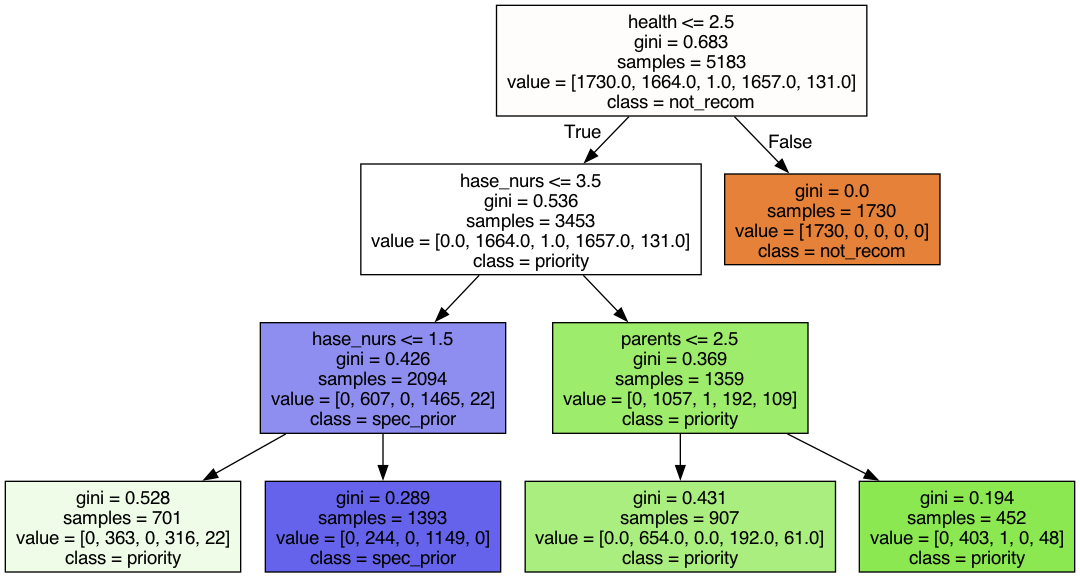 health <= 2.5
gini = 0.683
samples = 5183
value = [1730.0, 1664.0, 1.0, 1657.0, 131.0]
class = not_recom
True
False
hase_nurs <= 3.5
gini = 0.536
samples = 3453
value = [0.0, 1664.0, 1.0, 1657.0, 131.0]
class = priority
gini = 0.0
samples = 1730
value = [1730, 0, 0, 0, 0]
class = not_recom
hase_nurs <= 1.5
gini = 0.426
samples = 2094
value = [0, 607, 0, 1465, 22]
class = spec_prior
parents <= 2.5
gini = 0.369
samples = 1359
value = [0, 1057, 1, 192, 109]
class = priority
gini = 0.528
samples = 701
value = [0, 363, 0, 316, 22]
class = priority
gini = 0.289
samples = 1393
value = [0, 244, 0, 1149, 0]
class = spec_prior
gini = 0.431
samples = 907
value = [0.0, 654.0, 0.0, 192.0, 61.0]
class = priority
gini = 0.194
samples = 452
value = [0, 403, 1, 0, 48]
class = priority